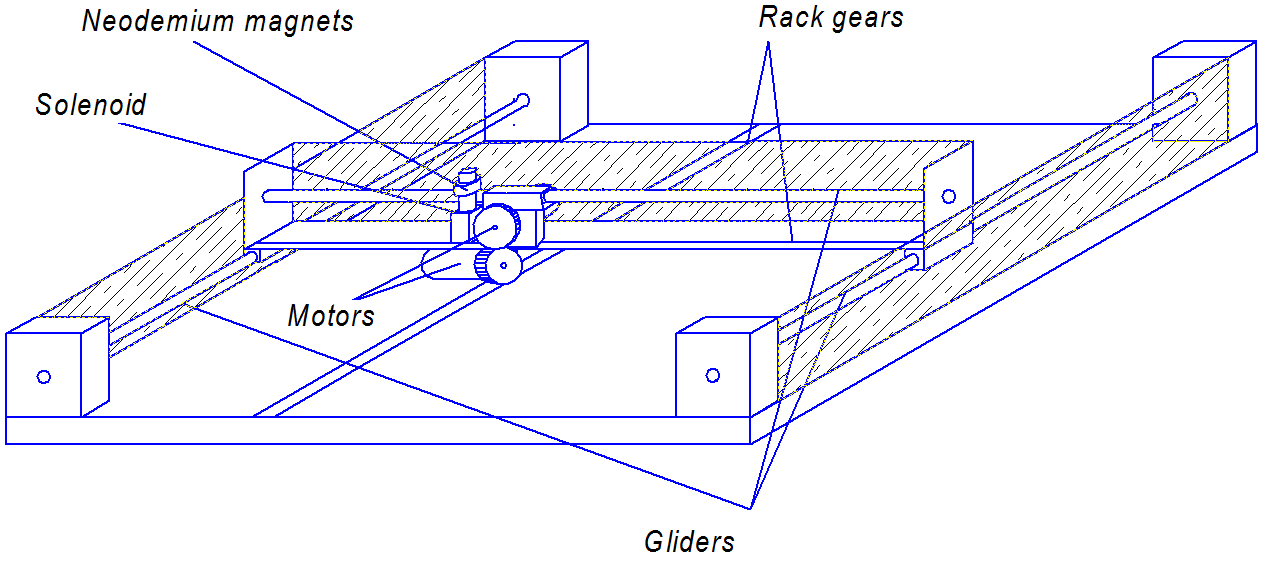 Neodemium magnets
Rack gears
Solenoid
Motors
Gliders